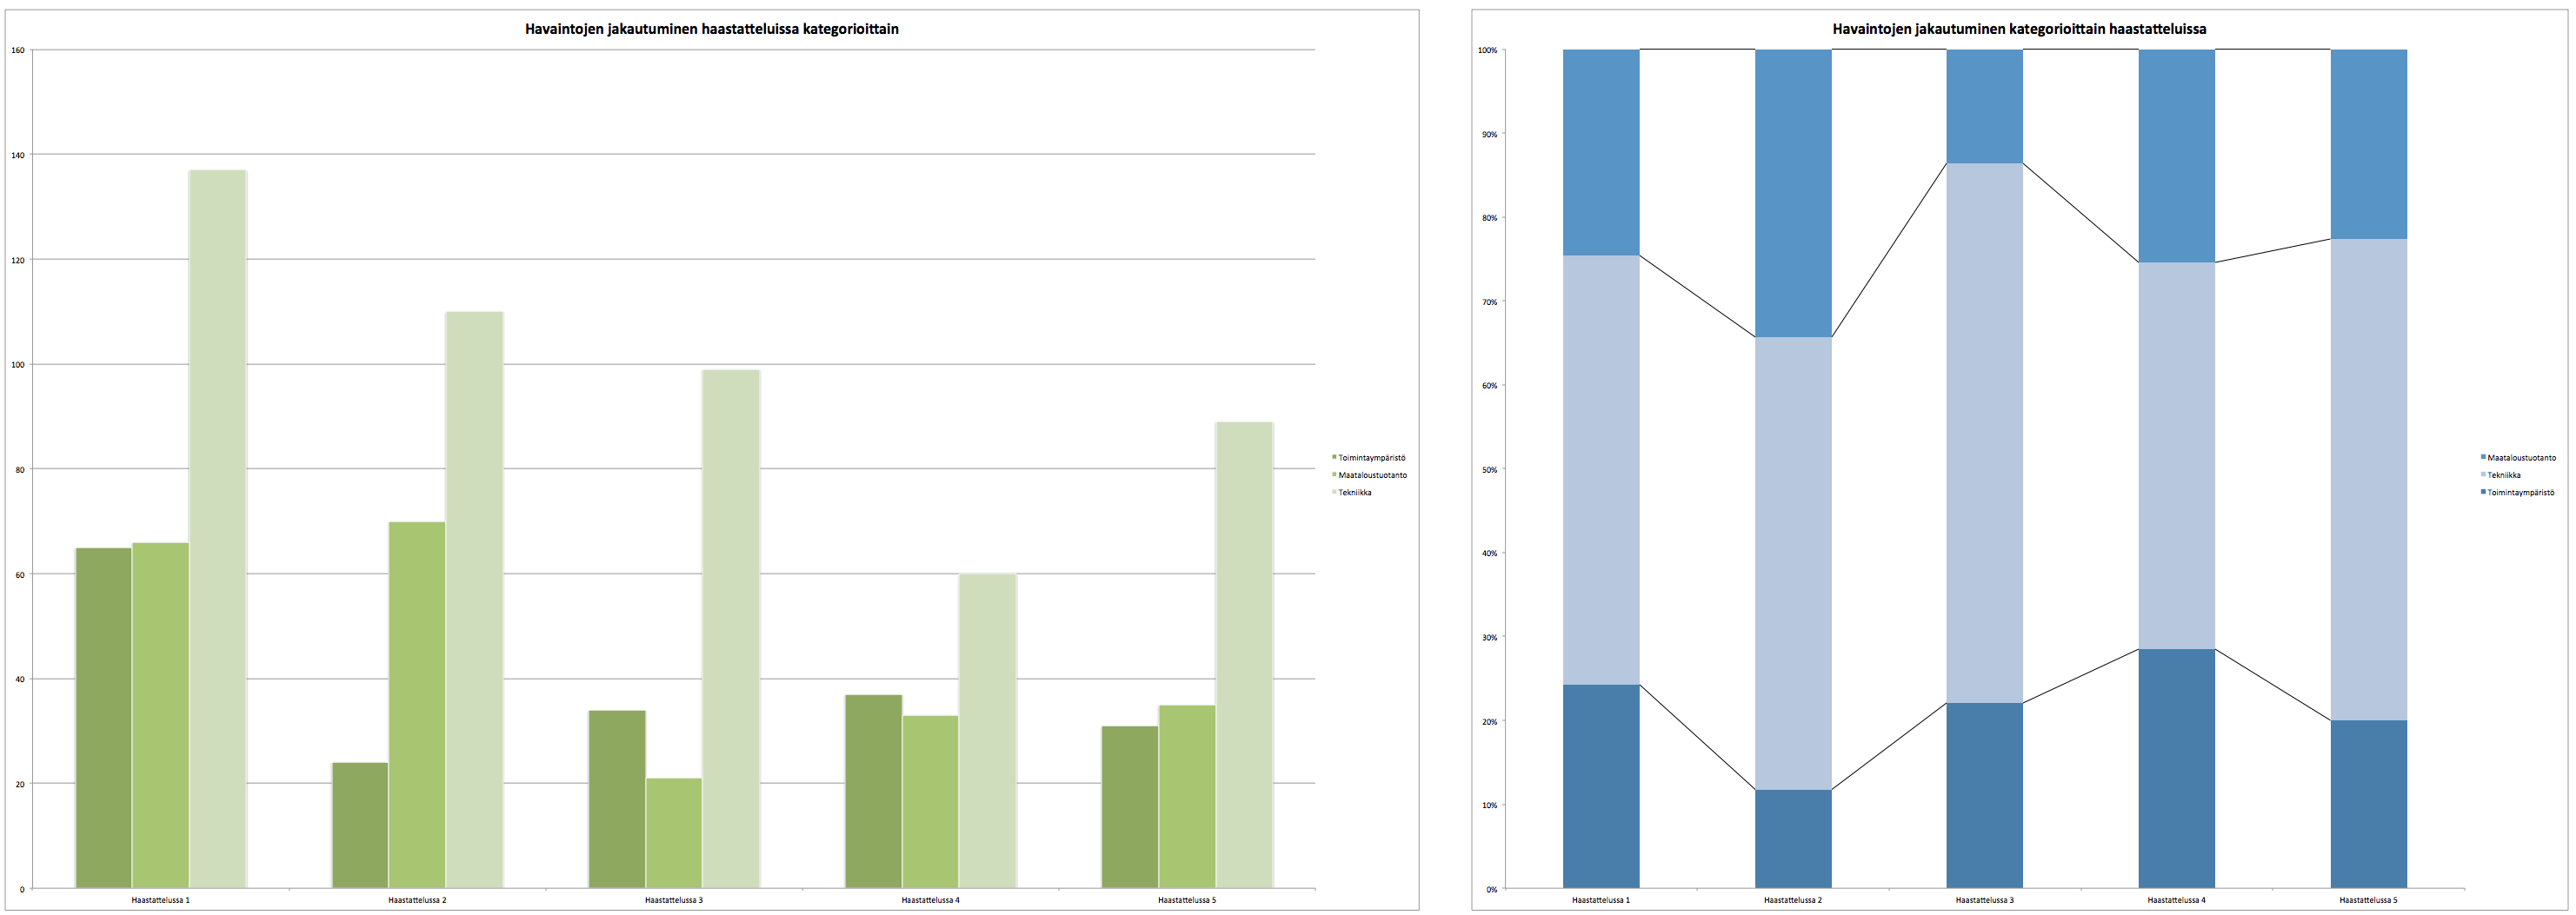 Havaintojen jakautuminen haastatteluissa kategorioittain
160
140
120
100
80
60
40
20
0
Haastattelussa 1
Haastattelussa 2
Haastattelussa 3
Haastattelussa 4
Haastattelussa 5
Toimintaympäristö
Maataloustuotanto
Tekniikka
Havaintojen jakautuminen kategorioittain haastatteluissa
100%
90%
80%
70%
60%
50%
40%
30%
20%
10%
0%
Haastattelussa 1
Haastattelussa 2
Haastattelussa 3
Haastattelussa 4
Haastattelussa 5
Maataloustuotanto
Tekniikka
Toimintaympäristö